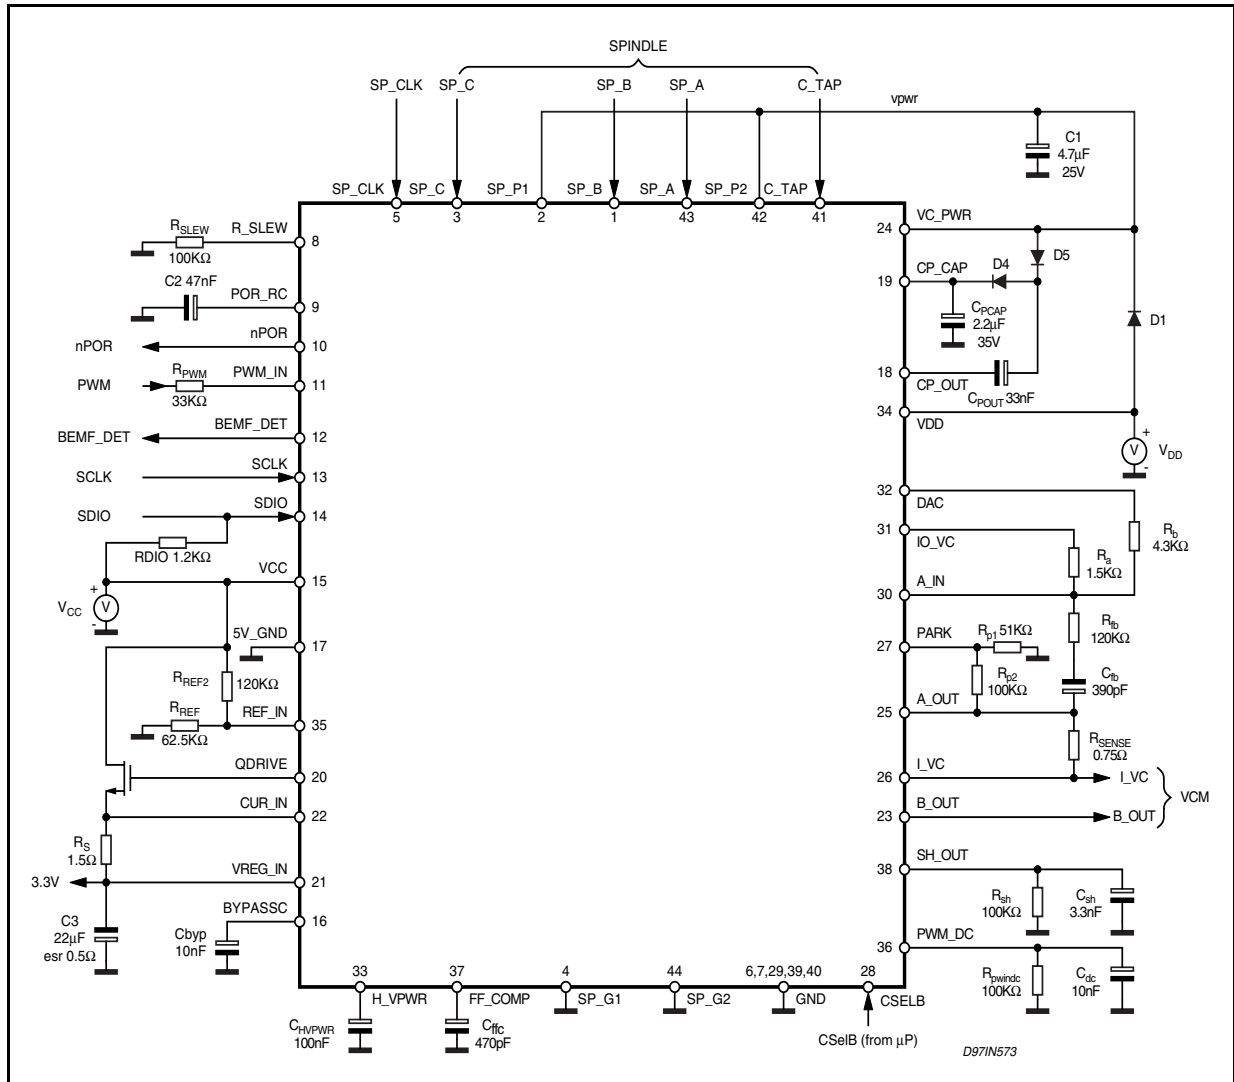 SPINDLE
SP_CLK SP_C SP_B SP_A C_TAP
vpwr
C1
4.7µF
25V
SP_CLK SP_C SP_P1 SP_B SP_A SP_P2 C_TAP
5 3 2 1 43 42 41
R_SLEW
8
RSLEW
100KΩ
C2 47nF
POR_RC
9
nPOR
nPOR
10
PWM
RPWM
33KΩ
PWM_IN
11
BEMF_DET
BEMF_DET
12
SCLK
SCLK
13
SDIO
SDIO
14
RDIO 1.2KΩ
VCC
15
+
VCC
V
-
5V_GND
17
RREF2
120KΩ
RREF
62.5KΩ
REF_IN
35
QDRIVE
20
CUR_IN
22
RS
1.5Ω
3.3V
VREG_IN
21
BYPASSC
16
C3
22µF
esr 0.5Ω
Cbyp
10nF
24
VC_PWR
D5
19
CP_CAP
D4
CPCAP
2.2µF
35V
D1
18
CP_OUT
CPOUT 33nF
34
VDD
+
V
VDD
-
32
DAC
Rb
4.3KΩ
31
IO_VC
Ra
1.5KΩ
30
A_IN
Rfb
120KΩ
27
PARK
Rp1 51KΩ
Rp2
100KΩ
Cfb
390pF
25
A_OUT
RSENSE
0.75Ω
26
I_VC
I_VC
VCM
23
B_OUT
B_OUT
38
SH_OUT
Rsh
100KΩ
Csh
3.3nF
36
PWM_DC
Rpwindc
100KΩ
Cdc
10nF
33 37 4 44 6,7,29,39,40 28
H_VPWR FF_COMP SP_G1 SP_G2 GND CSELB
CHVPWR
100nF
Cffc
470pF
CSelB (from µP)
D97IN573